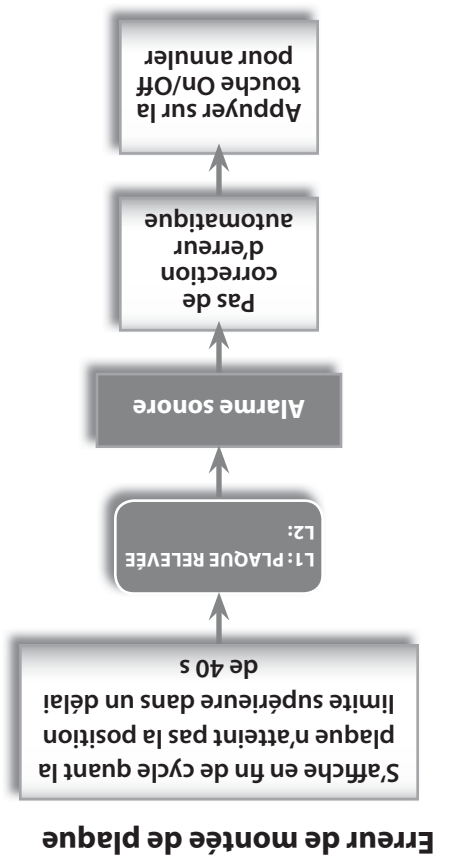 Erreur de montée de plaque
S'affiche en fin de cycle quant la
plaque n'atteint pas la position
limite supérieure dans un délai
de 40 s
L1: PLAQUE RELEVÉE
L2:
Alarme sonore
Pas de
correction
d'erreur
automatique
Appuyer sur la
touche On/Off
pour annuler